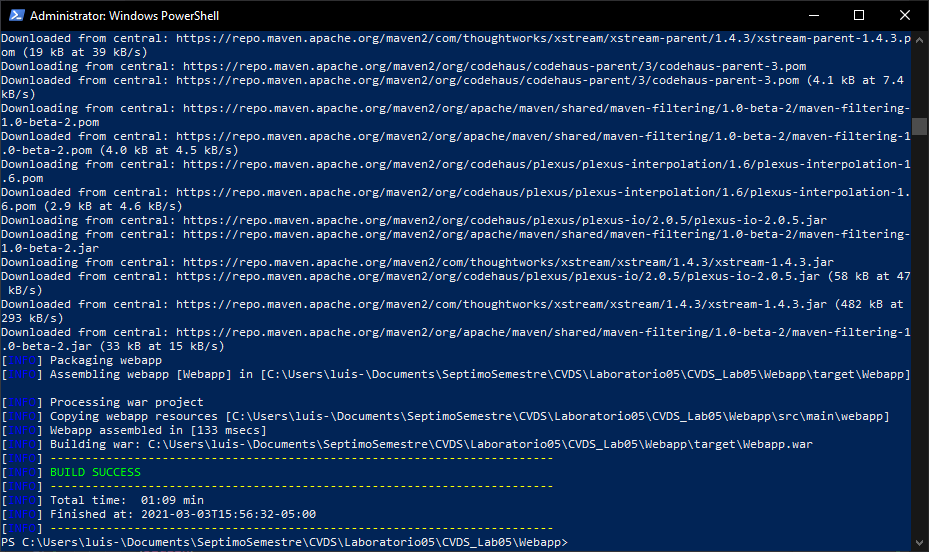 Administrator: Windows PowerShell
Downloaded from central: https://repo.maven.apache.org/maven2/com/thoughtworks/xstream/xstream-parent/1.4.3/xstream-parent-1.4.3.p
om (19 kB at 39 kB/s)
Downloading from central: https://repo.maven.apache.org/maven2/org/codehaus/codehaus-parent/3/codehaus-parent-3.pom
Downloaded from central: https://repo.maven.apache.org/maven2/org/codehaus/codehaus-parent/3/codehaus-parent-3.pom (4.1 kB at 7.4
kB/s)
Downloading from central: https://repo.maven.apache.org/maven2/org/apache/maven/shared/maven-filtering/1.0-beta-2/maven-filtering-
1.0-beta-2.pom
Downloaded from central: https://repo.maven.apache.org/maven2/org/apache/maven/shared/maven-filtering/1.0-beta-2/maven-filtering-1
.0-beta-2.pom (4.0 kB at 4.5 kB/s)
Downloading from central: https://repo.maven.apache.org/maven2/org/codehaus/plexus/plexus-interpolation/1.6/plexus-interpolation-1
.6.pom
Downloaded from central: https://repo.maven.apache.org/maven2/org/codehaus/plexus/plexus-interpolation/1.6/plexus-interpolation-1.
6.pom (2.9 kB at 4.6 kB/s)
Downloading from central: https://repo.maven.apache.org/maven2/org/codehaus/plexus/plexus-io/2.0.5/plexus-io-2.0.5.jar
Downloading from central: https://repo.maven.apache.org/maven2/org/apache/maven/shared/maven-filtering/1.0-beta-2/maven-filtering-
1.0-beta-2.jar
Downloading from central: https://repo.maven.apache.org/maven2/com/thoughtworks/xstream/xstream/1.4.3/xstream-1.4.3.jar
Downloaded from central: https://repo.maven.apache.org/maven2/org/codehaus/plexus/plexus-io/2.0.5/plexus-io-2.0.5.jar (58 kB at 47
kB/s)
Downloaded from central: https://repo.maven.apache.org/maven2/com/thoughtworks/xstream/xstream/1.4.3/xstream-1.4.3.jar (482 kB at
293 kB/s)
Downloaded from central: https://repo.maven.apache.org/maven2/org/apache/maven/shared/maven-filtering/1.0-beta-2/maven-filtering-1
.0-beta-2.jar (33 kB at 15 kB/s)
[INFO] Packaging webapp
[INFO] Assembling webapp [Webapp] in [C:\Users\luis-\Documents\SeptimoSemestre\CVDS\Laboratorio05\CVDS_Lab05\Webapp\target\Webapp]
[INFO] Processing war project
[INFO] Copying webapp resources [C:\Users\luis-\Documents\SeptimoSemestre\CVDS\Laboratorio05\CVDS_Lab05\Webapp\src\main\webapp]
[INFO] Webapp assembled in [133 msecs]
[INFO] Building war: C:\Users\luis-\Documents\SeptimoSemestre\CVDS\Laboratorio05\CVDS_Lab05\Webapp\target\Webapp.war
[INFO] ------------------------------------------------------------------------
[INFO] BUILD SUCCESS
[INFO] ------------------------------------------------------------------------
[INFO] Total time:  01:09 min
[INFO] Finished at: 2021-03-03T15:56:32-05:00
[INFO] ------------------------------------------------------------------------
PS C:\Users\luis-\Documents\SeptimoSemestre\CVDS\Laboratorio05\CVDS_Lab05\Webapp>